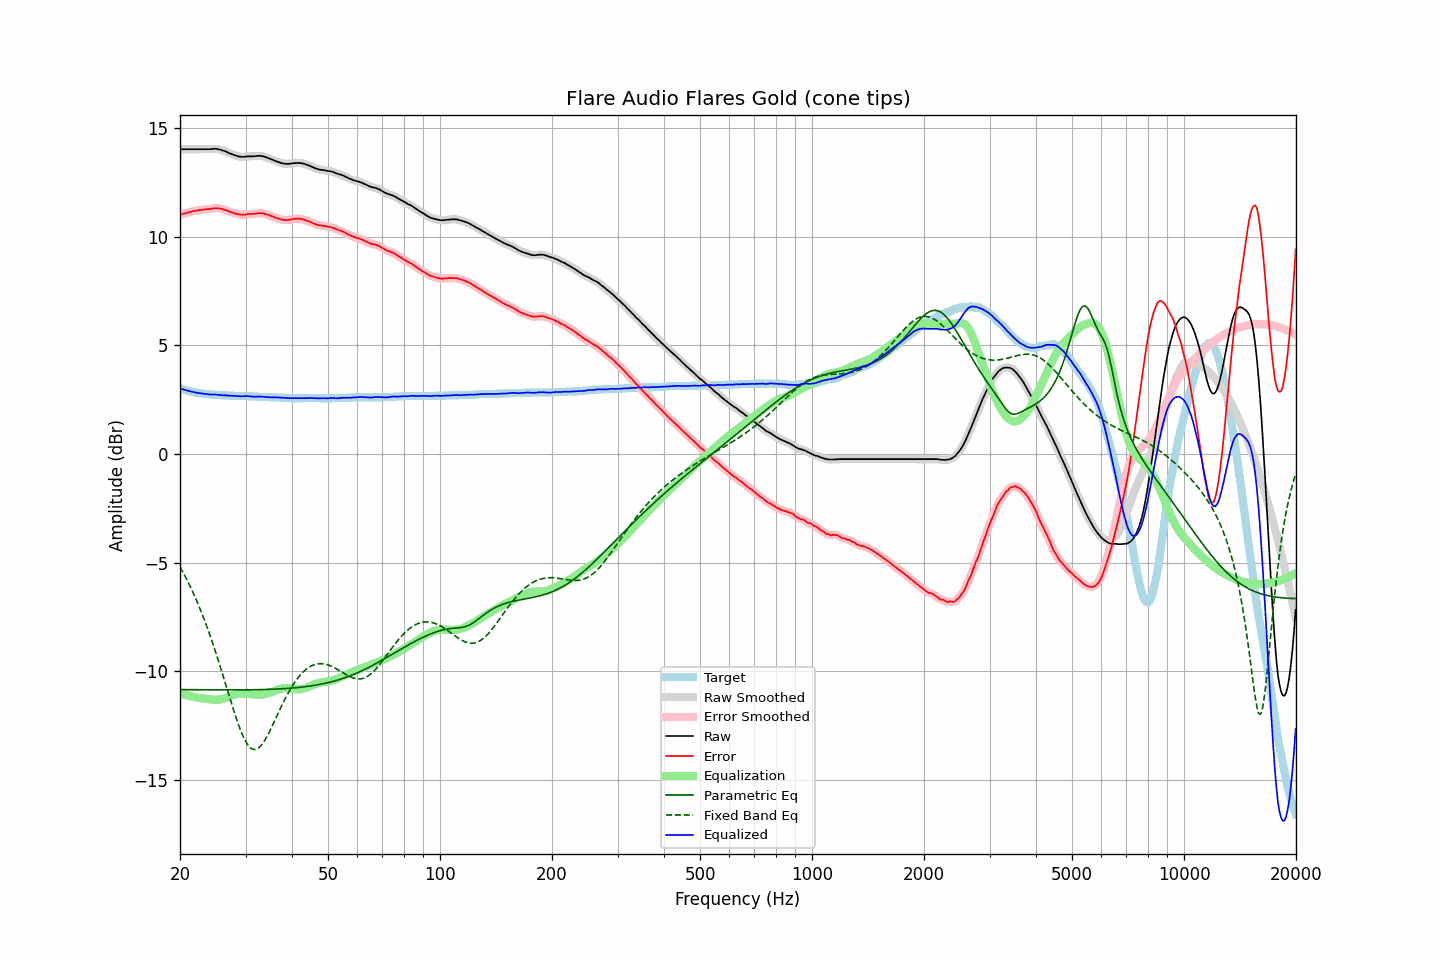 Flare Audio Flares Gold (cone tips)
Amplitude (dBr)
15
10
5
0
−5
−10
−15
Target
Raw Smoothed
Error Smoothed
Raw
Error
Equalization
Parametric Eq
Fixed Band Eq
Equalized
20 50 100 200 500 1000 2000 5000 10000 20000
Frequency (Hz)